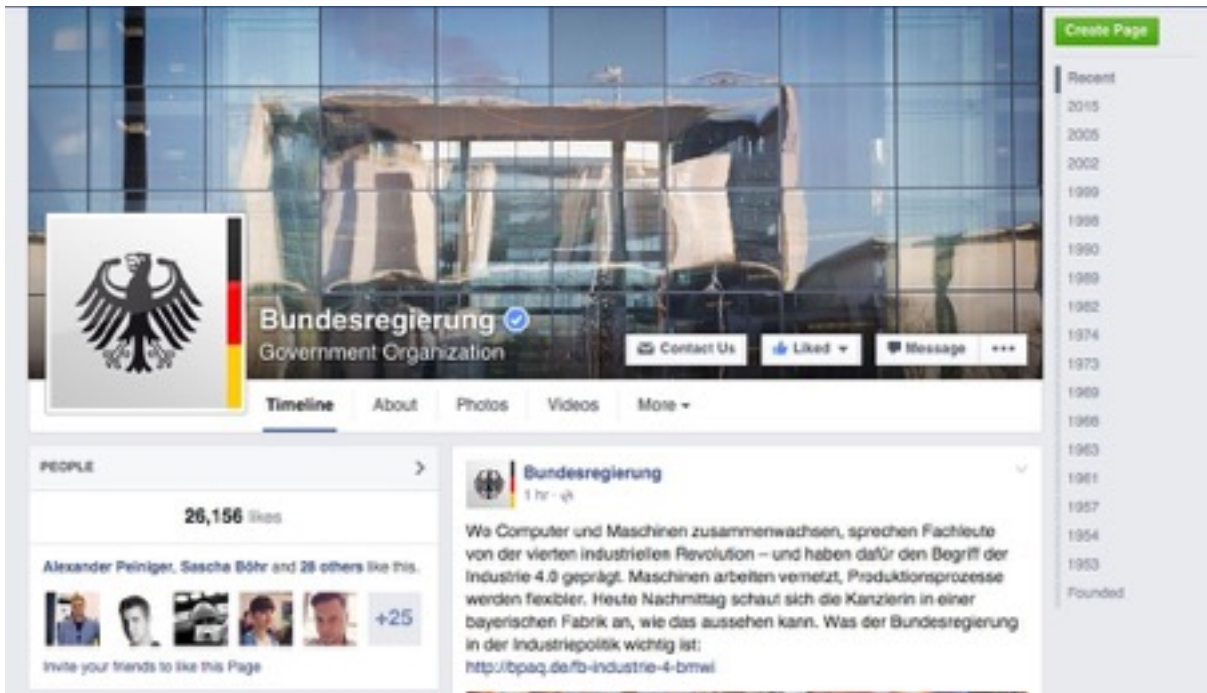 Create Page
Recent
2015
2005
2002
1999
1998
1990
1989
1982
1974
1973
1969
1966
1963
1961
1957
1954
1953
Founded
Bundesregierung
Government Organization
Contact Us
Liked
Message
Timeline
About
Photos
Videos
More
PEOPLE
26,156 likes
Alexander Peiniger, Sascha Böhr and 28 others like this.
+25
Invite your friends to like this Page
Bundesregierung
1 hr ·
Wo Computer und Maschinen zusammenwachsen, sprechen Fachleute
von der vierten industriellen Revolution – und haben dafür den Begriff der
Industrie 4.0 geprägt. Maschinen arbeiten vernetzt, Produktionsprozesse
werden flexibler. Heute Nachmittag schaut sich die Kanzlerin in einer
bayerischen Fabrik an, wie das aussehen kann. Was der Bundesregierung
in der Industriepolitik wichtig ist:
http://bpaq.de/fb-industrie-4-bmwi